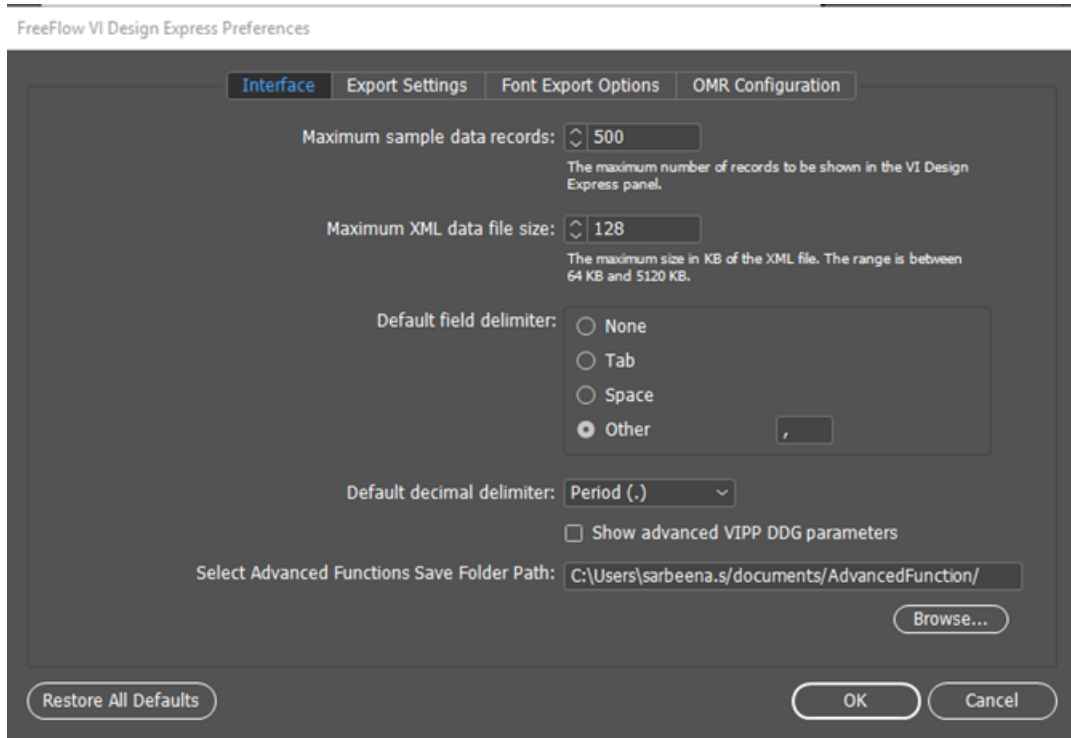 FreeFlow VI Design Express Preferences
Interface Export Settings Font Export Options OMR Configuration
Maximum sample data records: 500
The maximum number of records to be shown in the VI Design
Express panel.
Maximum XML data file size: 128
The maximum size in KB of the XML file. The range is between
64 KB and 5120 KB.
Default field delimiter:
None
Tab
Space
Other ,
Default decimal delimiter: Period (.)
Show advanced VIPP DDG parameters
Select Advanced Functions Save Folder Path: C:\Users\sarbeena.s/documents/AdvancedFunction/
Browse...
Restore All Defaults OK Cancel